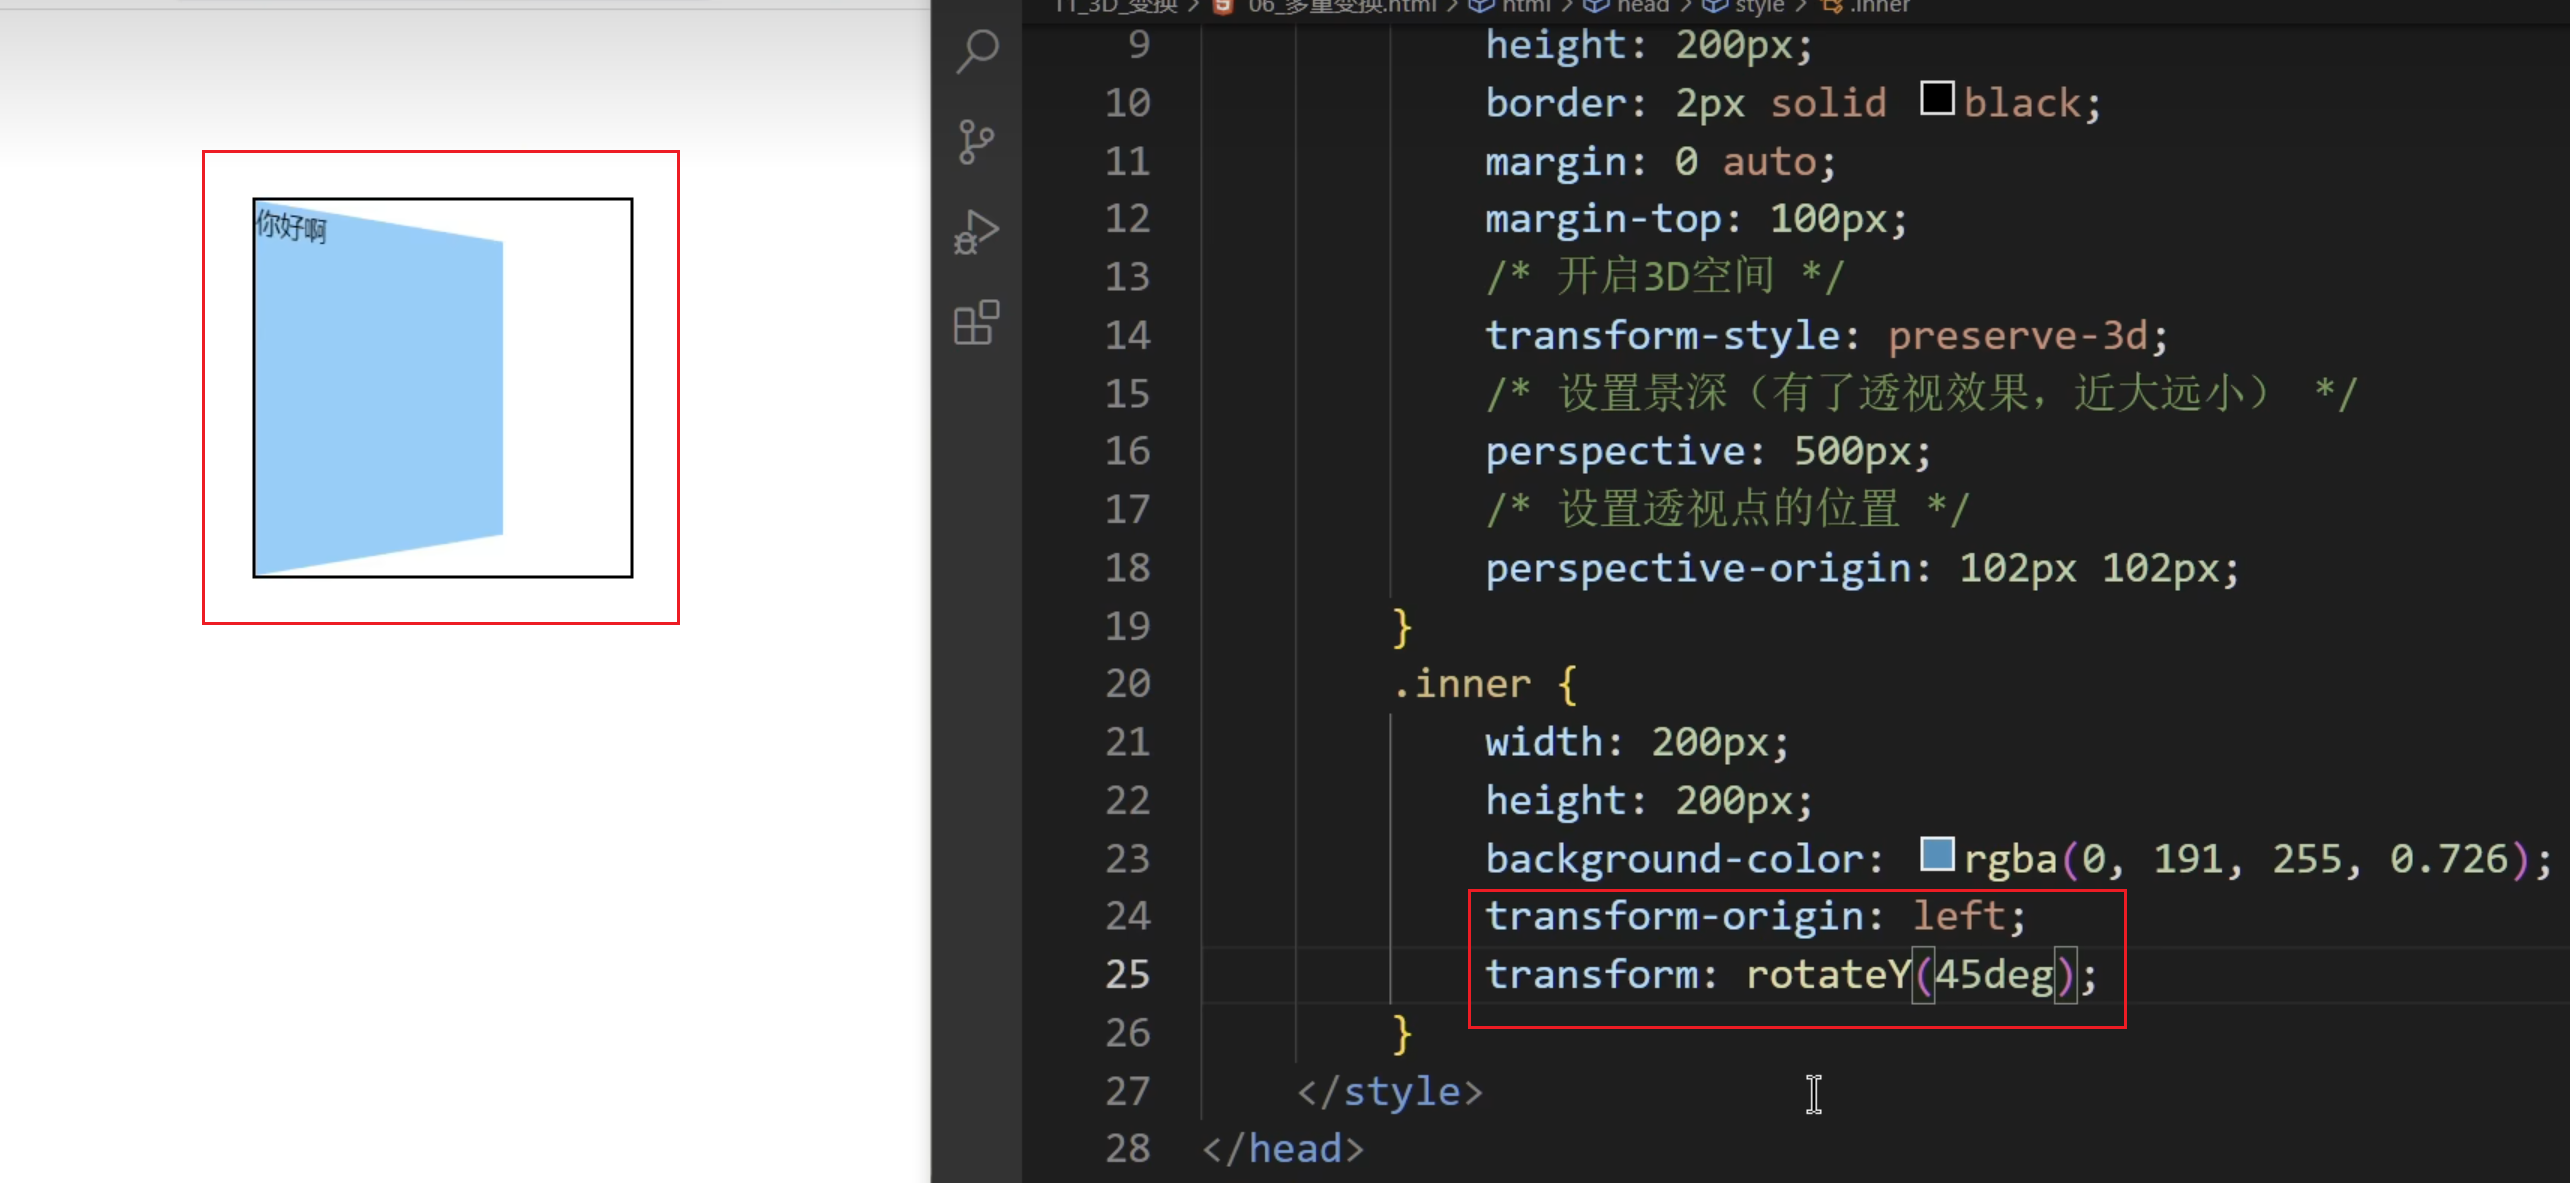 11_3D_变换 > 06_多重变换.html > html > head > style > .inner
你好啊
9 height: 200px;
10 border: 2px solid black;
11 margin: 0 auto;
12 margin-top: 100px;
13 /* 开启3D空间 */
14 transform-style: preserve-3d;
15 /* 设置景深（有了透视效果，近大远小） */
16 perspective: 500px;
17 /* 设置透视点的位置 */
18 perspective-origin: 102px 102px;
19 }
20 .inner {
21 width: 200px;
22 height: 200px;
23 background-color: rgba(0, 191, 255, 0.726);
24 transform-origin: left;
25 transform: rotateY(45deg);
26 }
27 </style>
28 </head>